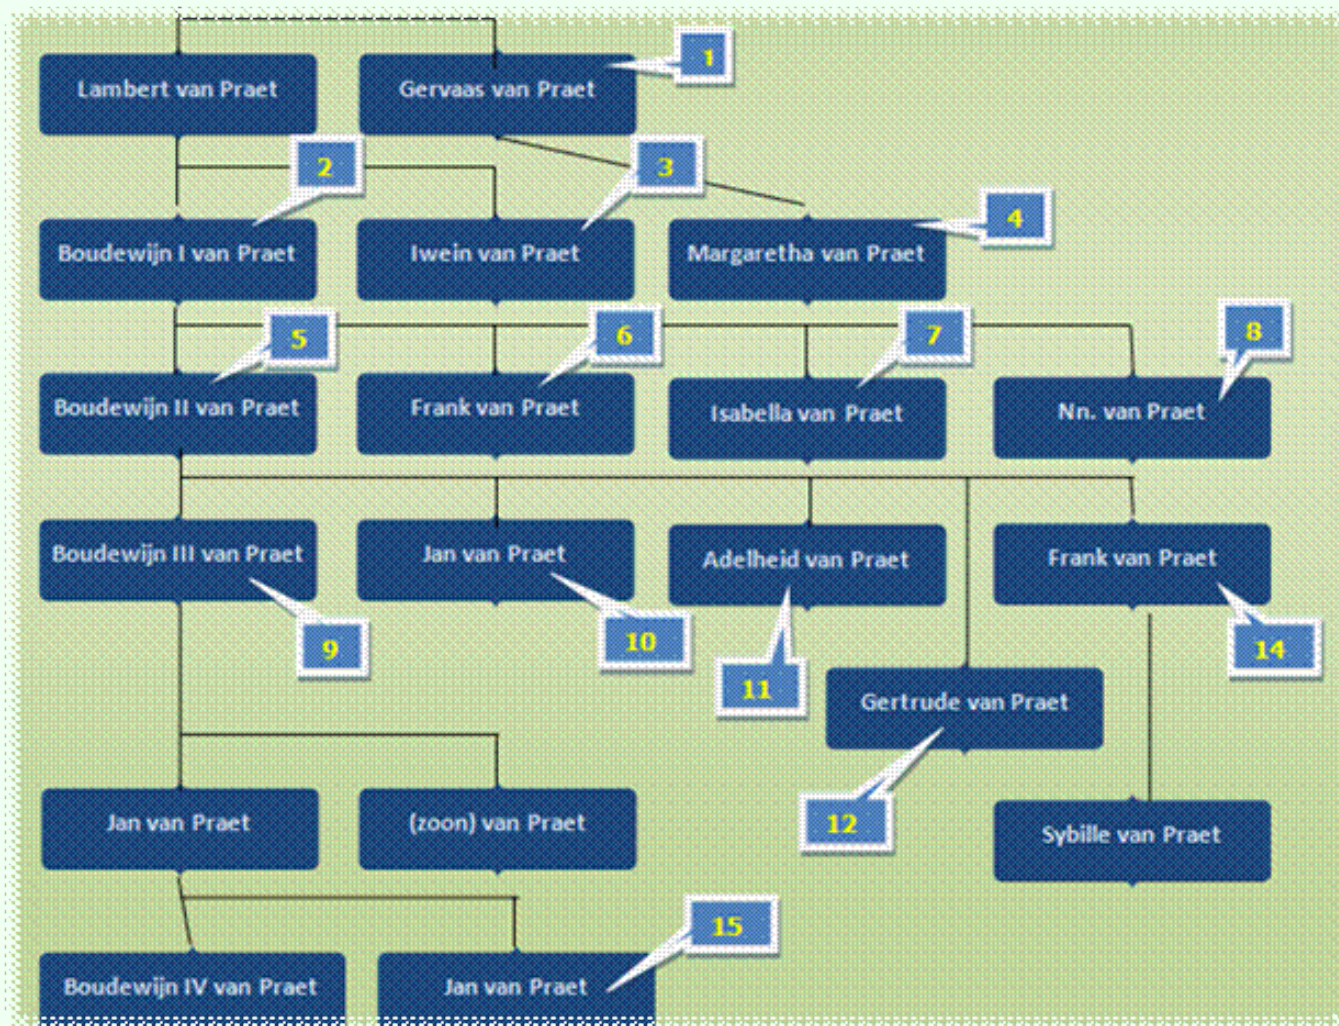 1
Lambert van Praet
Gervaas van Praet
2
3
4
Boudewijn I van Praet
Iwein van Praet
Margaretha van Praet
5
6
7
8
Boudewijn II van Praet
Frank van Praet
Isabella van Praet
Nn. van Praet
Boudewijn III van Praet
Jan van Praet
Adelheid van Praet
Frank van Praet
9
10
11
14
Gertrude van Praet
12
Jan van Praet
(zoon) van Praet
Sybille van Praet
15
Boudewijn IV van Praet
Jan van Praet